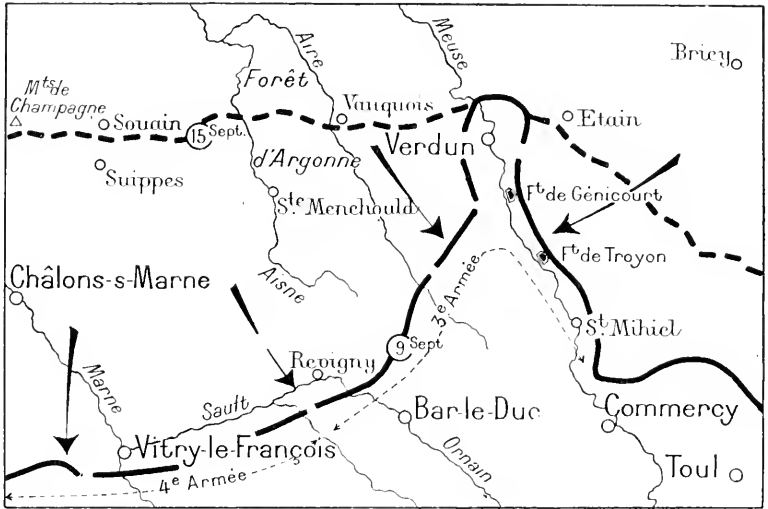 Aire
Meuse
Briey
Forêt
Mts de
Champagne
Souain
15 Sept.
Vauquois
Etain
Verdun
d'Argonne
Suippes
Ste Menehould
Ft de Génicourt
Ft de Troyon
Aisne
Châlons-s-Marne
3e Armée
St Mihiel
9 Sept
Revigny
Marne
Sault
Bar-le-Duc
Commercy
Vitry-le-François
Ornain
Toul
4e Armée